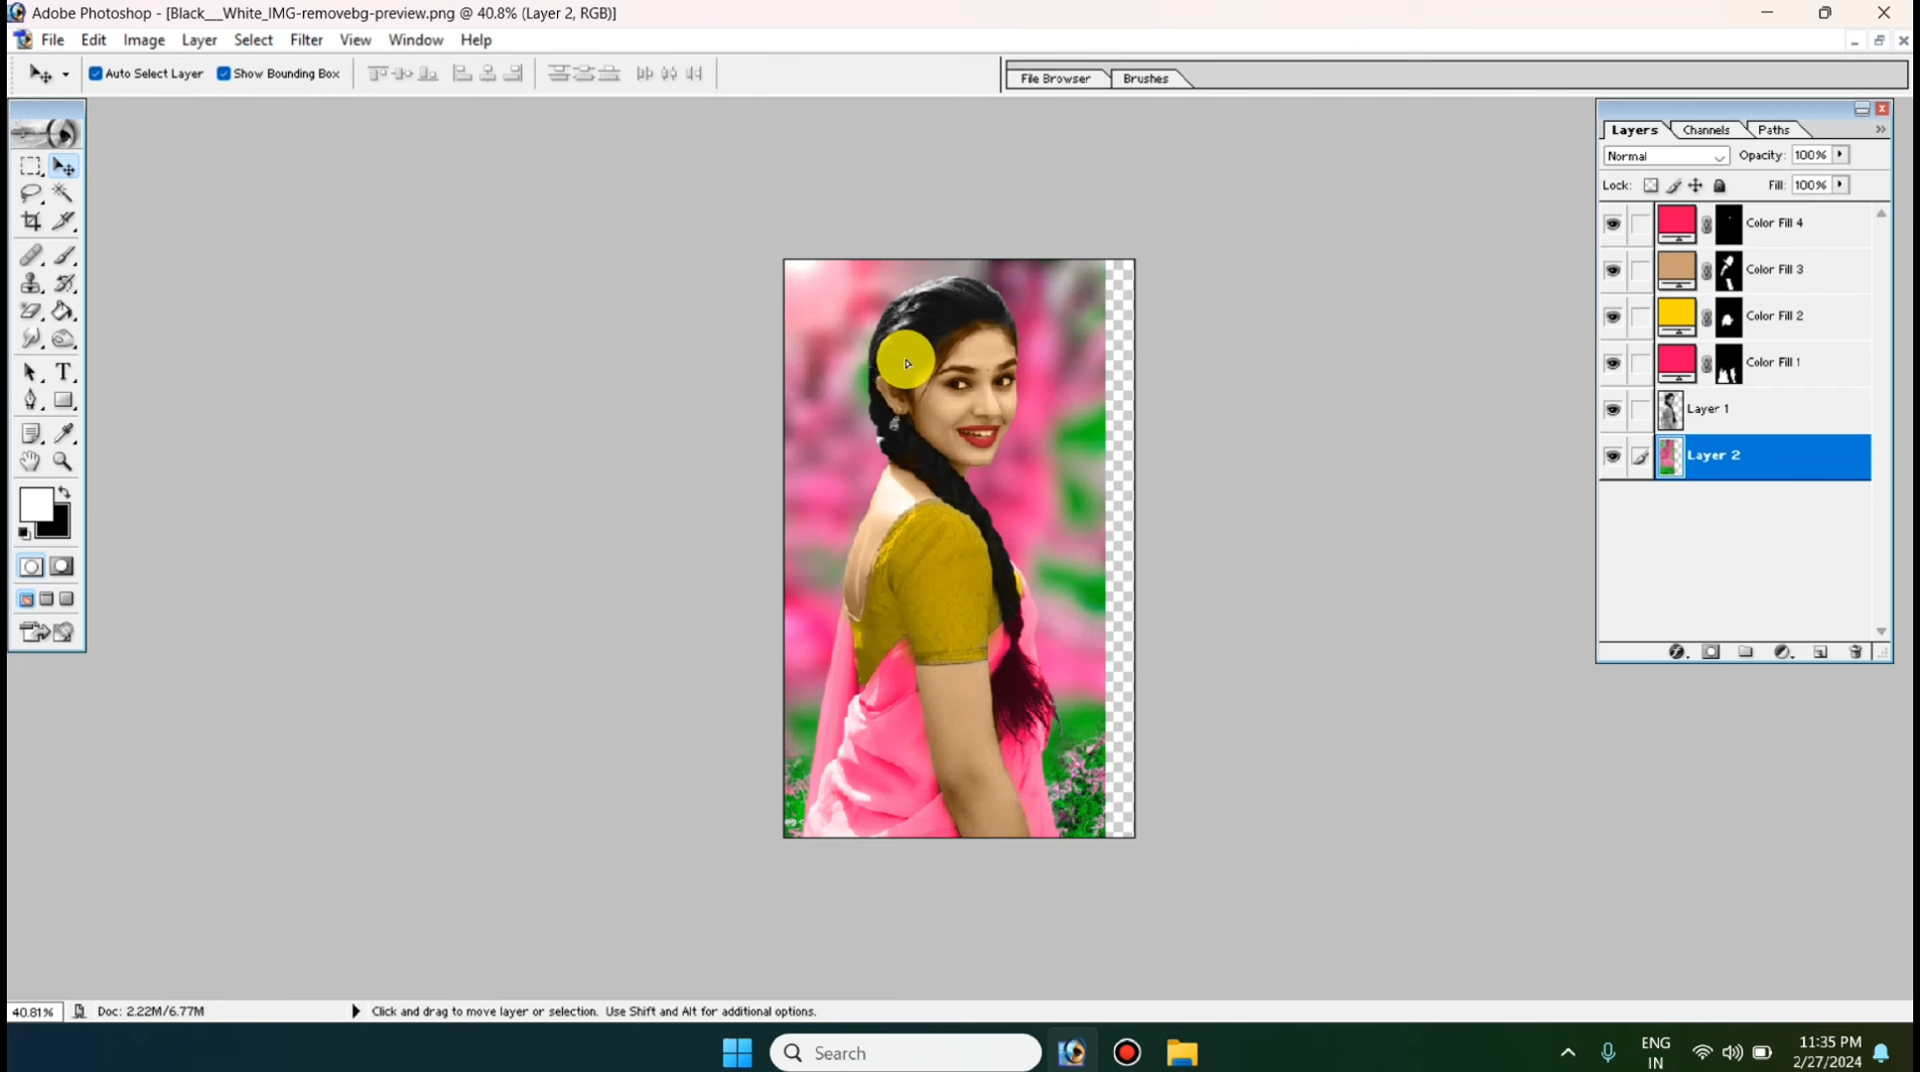 Adobe Photoshop - [Black___White_IMG-removebg-preview.png @ 40.8% (Layer 2, RGB)]
File Edit Image Layer Select Filter View Window Help
Auto Select Layer Show Bounding Box
File Browser Brushes
Layers Channels Paths
Normal Opacity: 100%
Lock: Fill: 100%
Color Fill 4
Color Fill 3
Color Fill 2
Color Fill 1
Layer 1
Layer 2
40.81% Doc: 2.22M/6.77M Click and drag to move layer or selection. Use Shift and Alt for additional options.
Search
ENG
IN
11:35 PM
2/27/2024